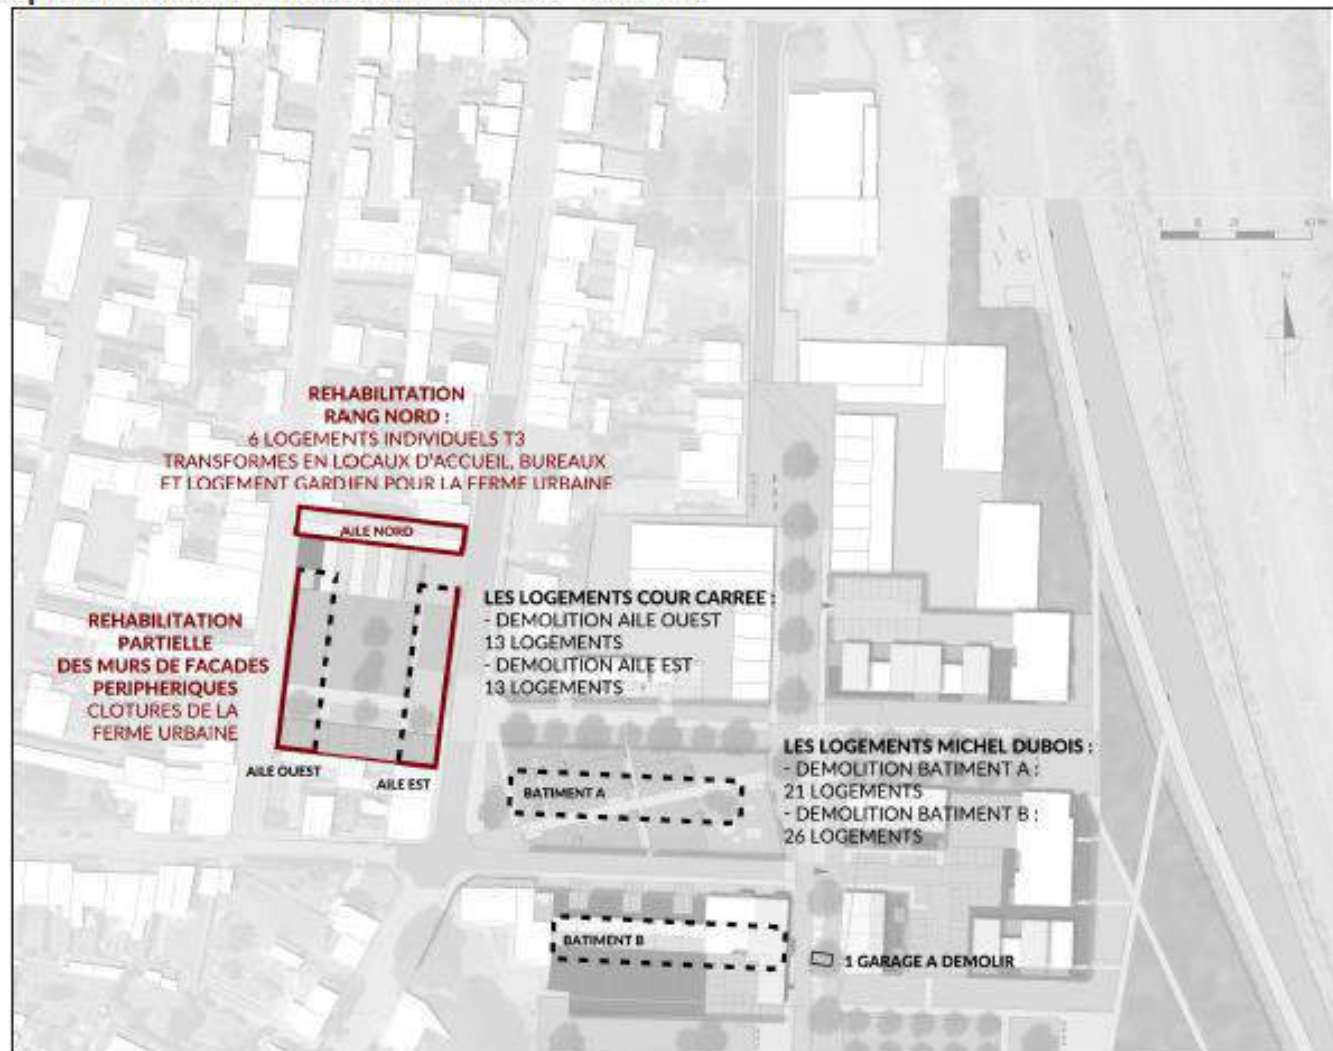 REHABILITATION
RANG NORD :
6 LOGEMENTS INDIVIDUELS T3
TRANSFORMES EN LOCAUX D'ACCUEIL, BUREAUX
ET LOGEMENT GARDIEN POUR LA FERME URBAINE
AILE NORD
REHABILITATION
PARTIELLE
DES MURS DE FACADES
PERIPHERIQUES
CLOTURES DE LA
FERME URBAINE
AILE OUEST
AILE EST
LES LOGEMENTS COUR CARREE :
- DEMOLITION AILE OUEST
13 LOGEMENTS
- DEMOLITION AILE EST
13 LOGEMENTS
BATIMENT A
LES LOGEMENTS MICHEL DUBOIS :
- DEMOLITION BATIMENT A :
21 LOGEMENTS
- DEMOLITION BATIMENT B :
26 LOGEMENTS
BATIMENT B
1 GARAGE A DEMOLIR